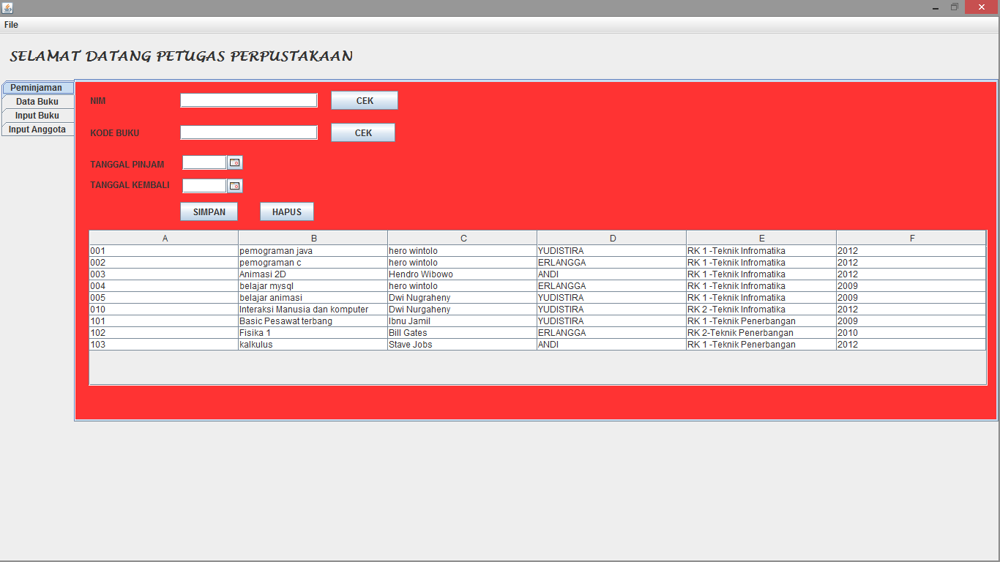 File
SELAMAT DATANG PETUGAS PERPUSTAKAAN
Peminjaman
Data Buku
Input Buku
Input Anggota
NIM CEK
KODE BUKU CEK
TANGGAL PINJAM
TANGGAL KEMBALI
SIMPAN HAPUS
A B C D E F
001 pemograman java hero wintolo YUDISTIRA RK 1 -Teknik Infromatika 2012
002 pemograman c hero wintolo ERLANGGA RK 1 -Teknik Infromatika 2012
003 Animasi 2D Hendro Wibowo ANDI RK 1 -Teknik Infromatika 2012
004 belajar mysql hero wintolo ERLANGGA RK 1 -Teknik Infromatika 2009
005 belajar animasi Dwi Nugraheny YUDISTIRA RK 1 -Teknik Infromatika 2009
010 Interaksi Manusia dan komputer Dwi Nurgaheny YUDISTIRA RK 2 -Teknik Infromatika 2012
101 Basic Pesawat terbang Ibnu Jamil YUDISTIRA RK 1 -Teknik Penerbangan 2009
102 Fisika 1 Bill Gates ERLANGGA RK 2-Teknik Penerbangan 2010
103 kalkulus Stave Jobs ANDI RK 1 -Teknik Penerbangan 2012